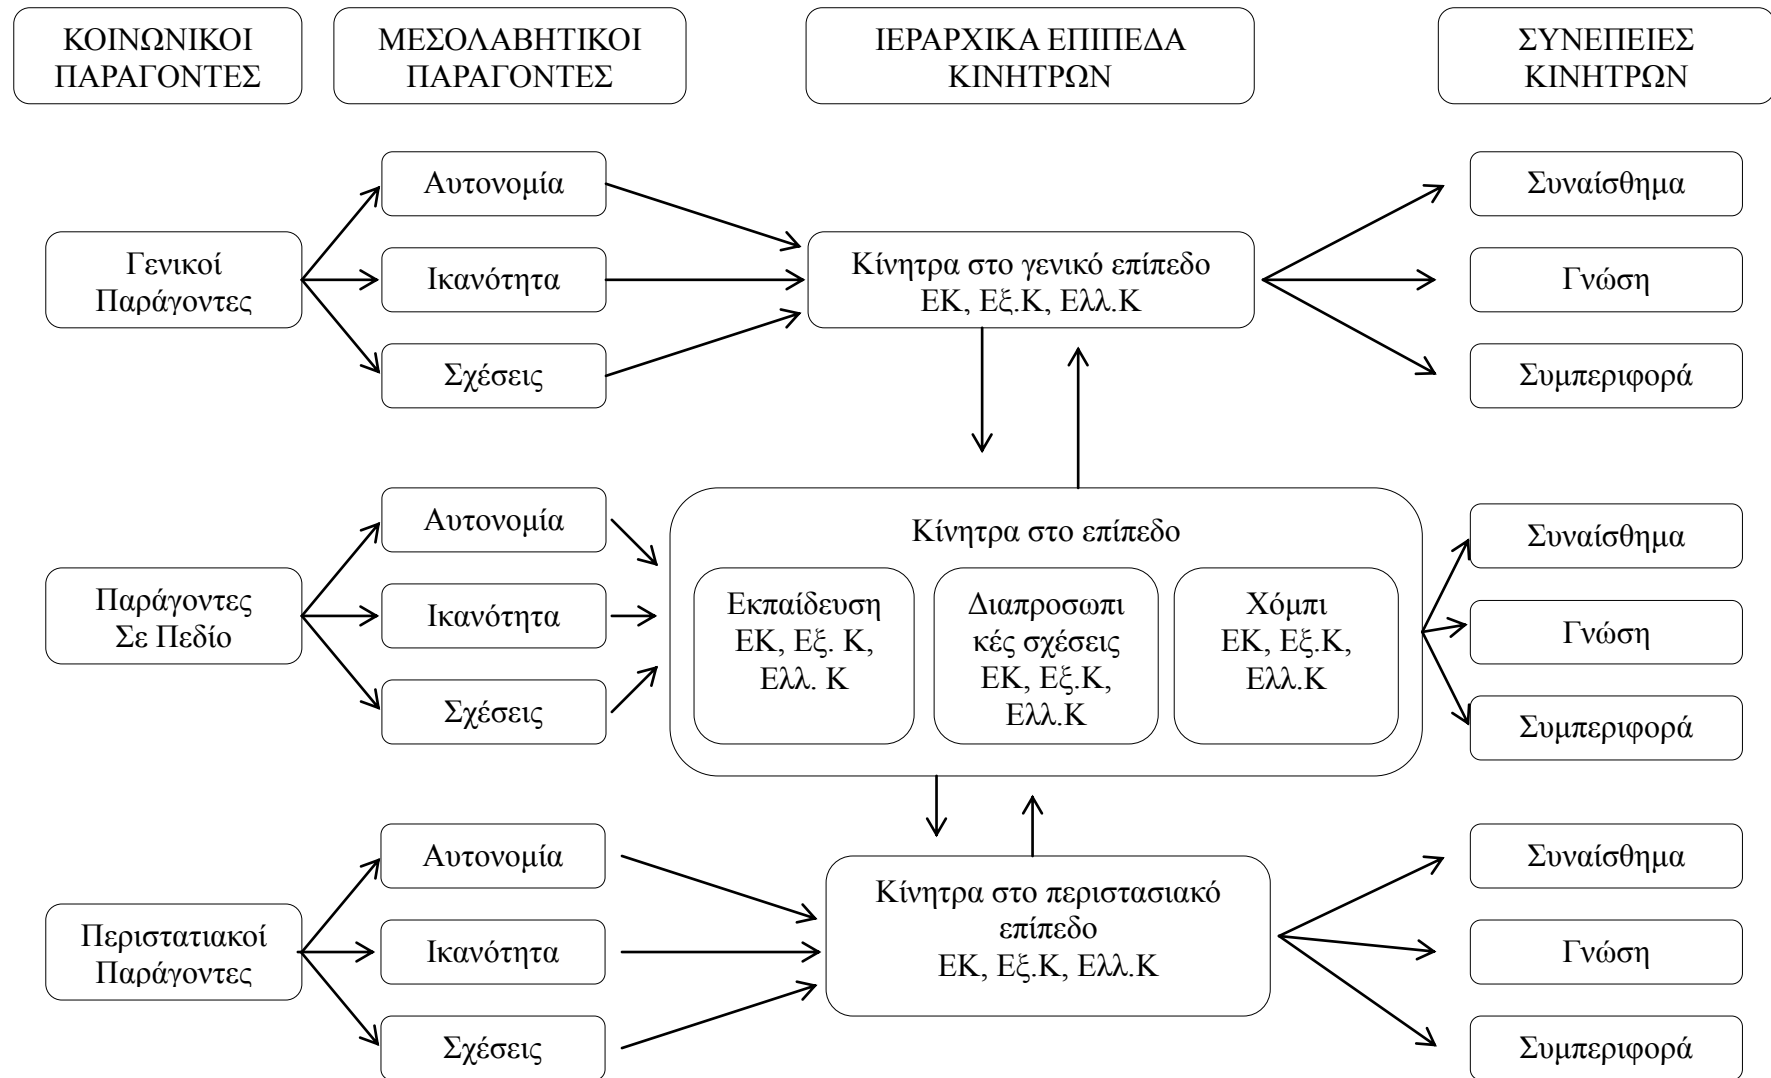 ΚΟΙΝΩΝΙΚΟΙ
ΠΑΡΑΓΟΝΤΕΣ
ΜΕΣΟΛΑΒΗΤΙΚΟΙ
ΠΑΡΑΓΟΝΤΕΣ
ΙΕΡΑΡΧΙΚΑ ΕΠΙΠΕΔΑ
ΚΙΝΗΤΡΩΝ
ΣΥΝΕΠΕΙΕΣ
ΚΙΝΗΤΡΩΝ
Γενικοί
Παράγοντες
Αυτονομία
Ικανότητα
Σχέσεις
Κίνητρα στο γενικό επίπεδο
ΕΚ, Εξ.Κ, Ελλ.Κ
Συναίσθημα
Γνώση
Συμπεριφορά
Παράγοντες
Σε Πεδίο
Αυτονομία
Ικανότητα
Σχέσεις
Κίνητρα στο επίπεδο
Εκπαίδευση
ΕΚ, Εξ. Κ,
Ελλ. Κ
Διαπροσωπι
κές σχέσεις
ΕΚ, Εξ.Κ,
Ελλ.Κ
Χόμπι
ΕΚ, Εξ.Κ,
Ελλ.Κ
Συναίσθημα
Γνώση
Συμπεριφορά
Περιστατιακοί
Παράγοντες
Αυτονομία
Ικανότητα
Σχέσεις
Κίνητρα στο περιστασιακό
επίπεδο
ΕΚ, Εξ.Κ, Ελλ.Κ
Συναίσθημα
Γνώση
Συμπεριφορά